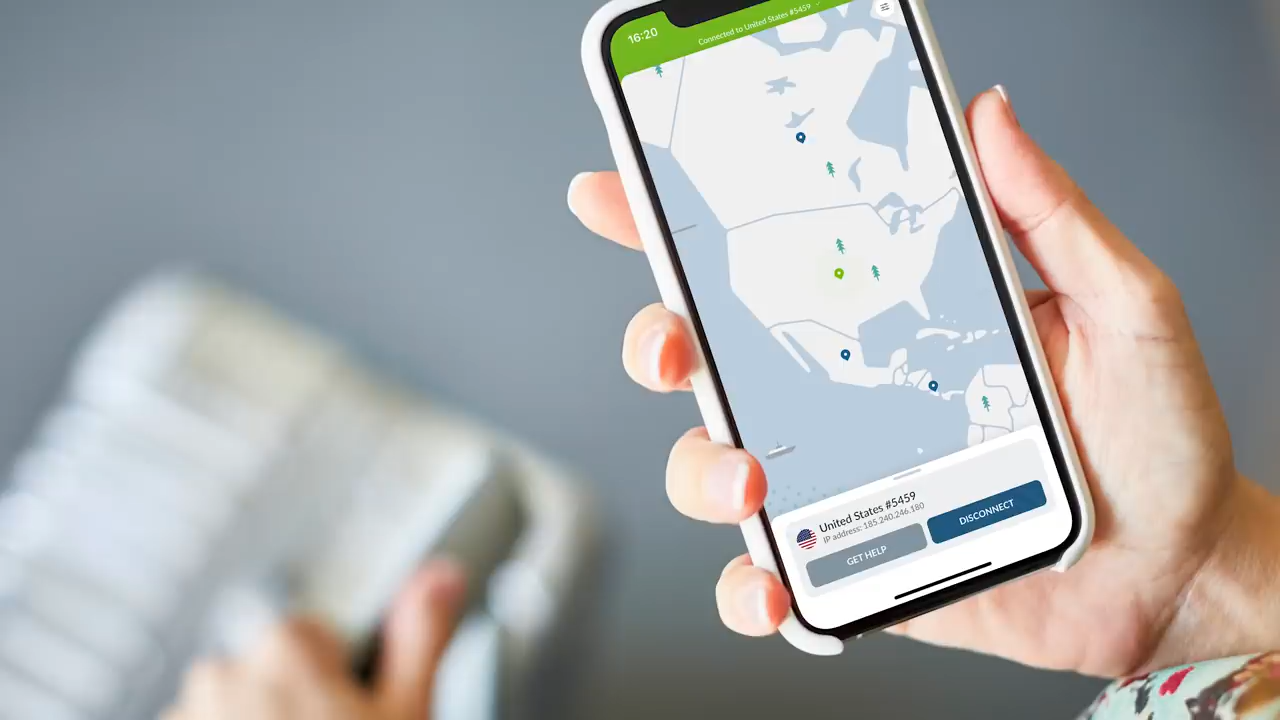 16:20
Connected to United States #5459 ✓
United States #5459
IP address: 185.240.246.180
GET HELP
DISCONNECT